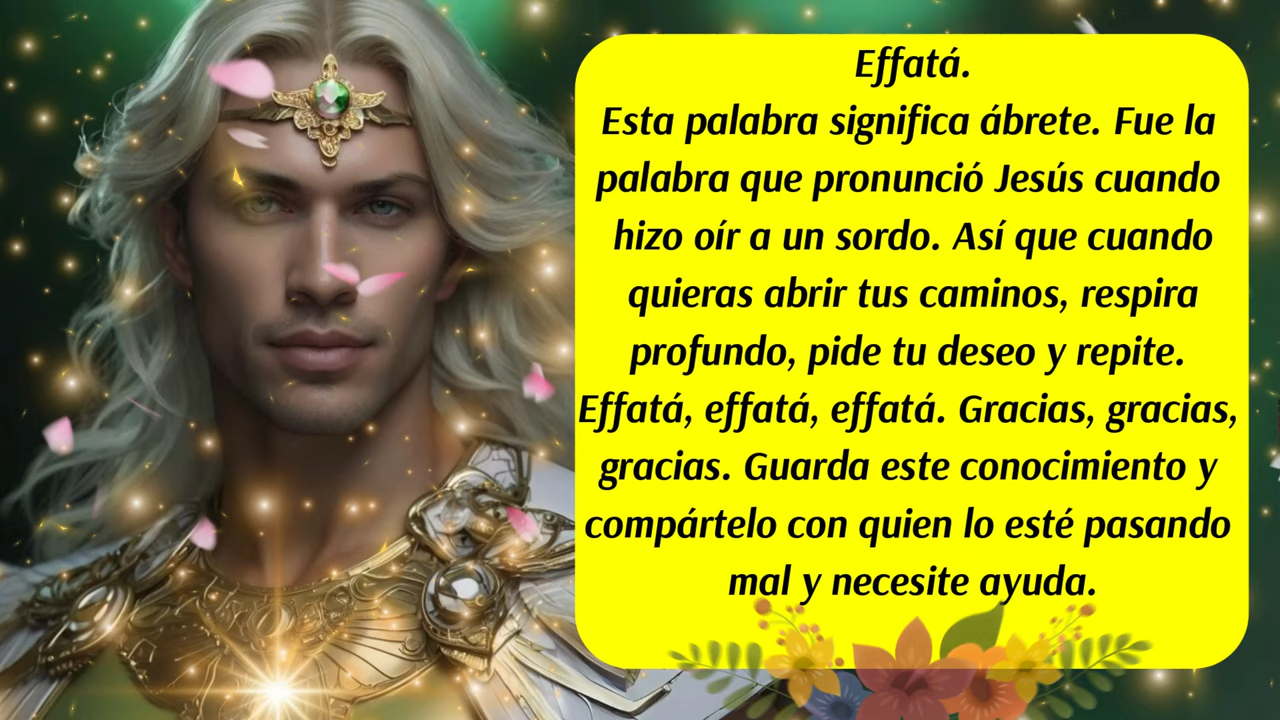 Effatá.
Esta palabra significa ábrete. Fue la
palabra que pronunció Jesús cuando
hizo oír a un sordo. Así que cuando
quieras abrir tus caminos, respira
profundo, pide tu deseo y repite.
Effatá, effatá, effatá. Gracias, gracias,
gracias. Guarda este conocimiento y
compártelo con quien lo esté pasando
mal y necesite ayuda.